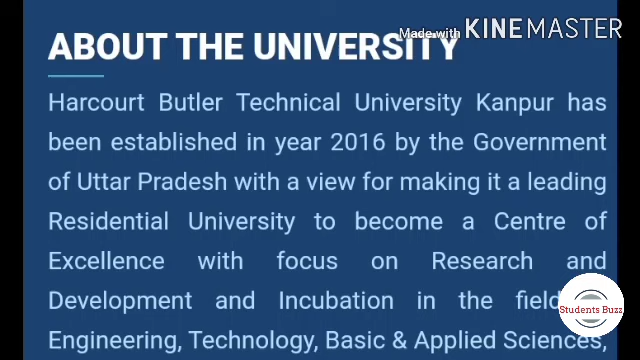 Made with KINEMASTER
ABOUT THE UNIVERSITY
Harcourt Butler Technical University Kanpur has
been established in year 2016 by the Government
of Uttar Pradesh with a view for making it a leading
Residential University to become a Centre of
Excellence with focus on Research and
Development and Incubation in the field
Students Buzz
Engineering, Technology, Basic & Applied Sciences,